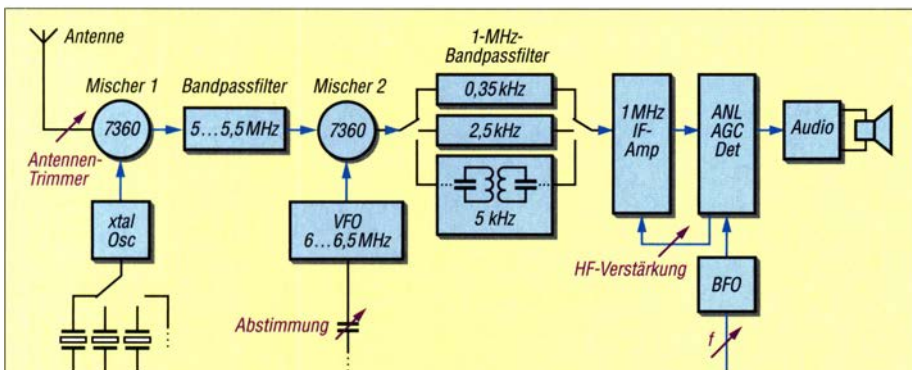 Antenne
Mischer 1
Bandpassfilter
Mischer 2
1-MHz-
Bandpassfilter
7360
5...5,5 MHz
7360
0,35 kHz
2,5 kHz
5 kHz
1 MHz
IF-
Amp
ANL
AGC
Det
Audio
Antennen-
Trimmer
xtal
Osc
VFO
6...6,5 MHz
HF-Verstärkung
BFO
Abstimmung
f